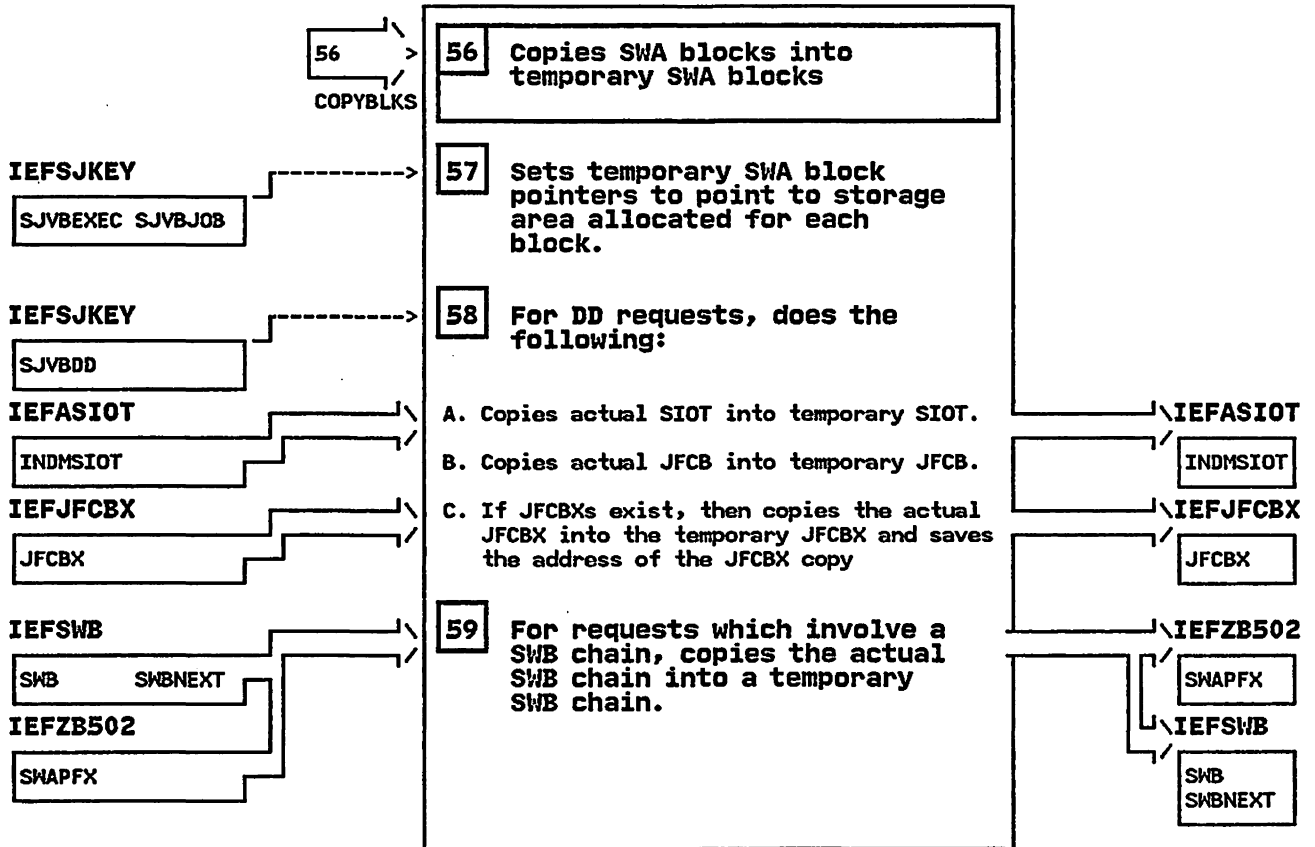 56
COPYBLKS
56 Copies SWA blocks into
temporary SWA blocks
IEFSJKEY
SJVBEXEC SJVBJOB
57 Sets temporary SWA block
pointers to point to storage
area allocated for each
block.
IEFSJKEY
SJVBDD
58 For DD requests, does the
following:
IEFASIOT
INDMSIOT
A. Copies actual SIOT into temporary SIOT.
B. Copies actual JFCB into temporary JFCB.
IEFASIOT
INDMSIOT
IEFJFCBX
JFCBX
C. If JFCBXs exist, then copies the actual
JFCBX into the temporary JFCBX and saves
the address of the JFCBX copy
IEFJFCBX
JFCBX
IEFSWB
SWB SWBNEXT
IEFZB502
SWAPFX
59 For requests which involve a
SWB chain, copies the actual
SWB chain into a temporary
SWB chain.
IEFZB502
SWAPFX
IEFSWB
SWB
SWBNEXT